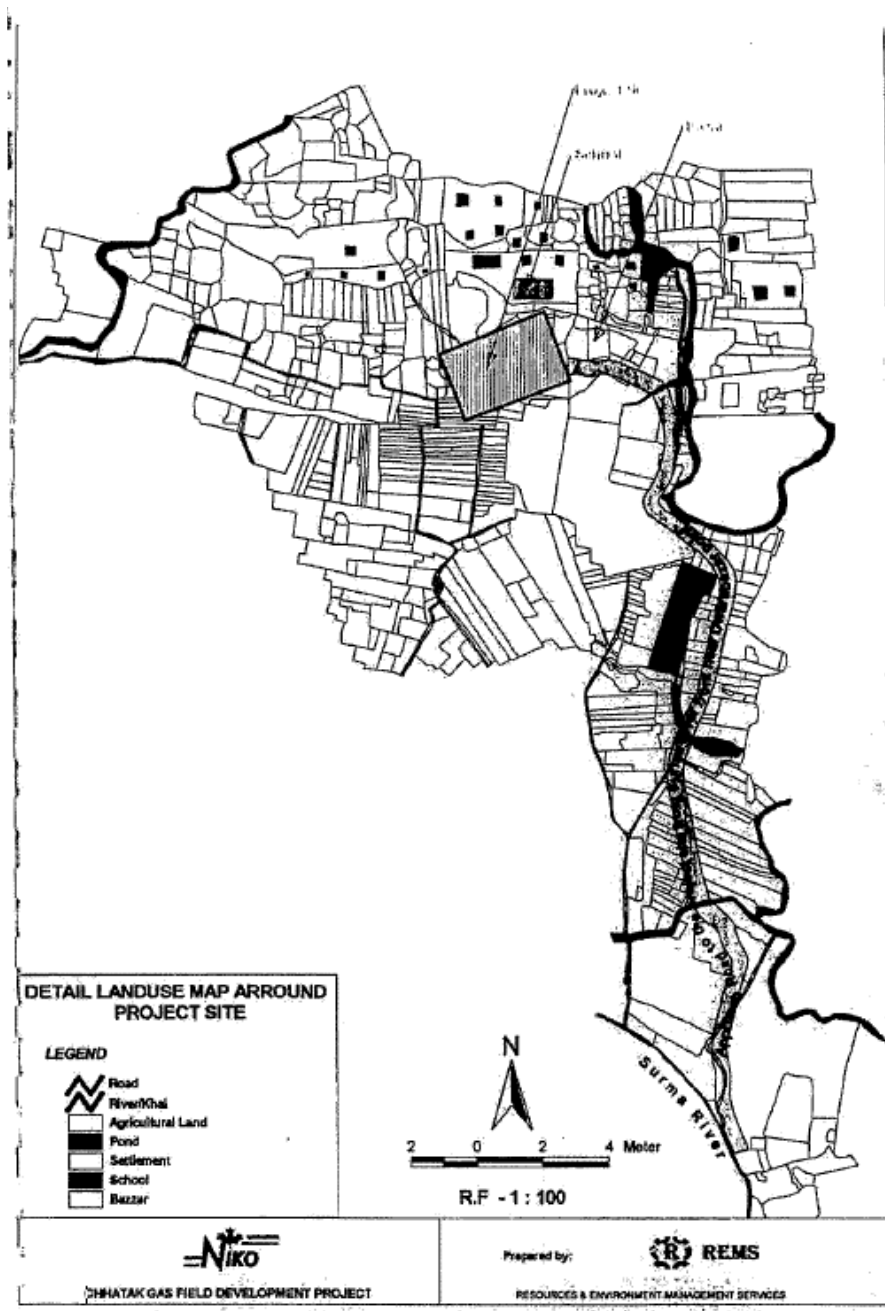 DETAIL LANDUSE MAP ARROUND
PROJECT SITE
LEGEND
Road
River/Khal
Agricultural Land
Pond
Settlement
School
Bazzar
N
2 0 2 4 Meter
R.F - 1 : 100
Surma River
NIKO
CHHATAK GAS FIELD DEVELOPMENT PROJECT
Prepared by:
R REMS
RESOURCES & ENVIRONMENT MANAGEMENT SERVICES